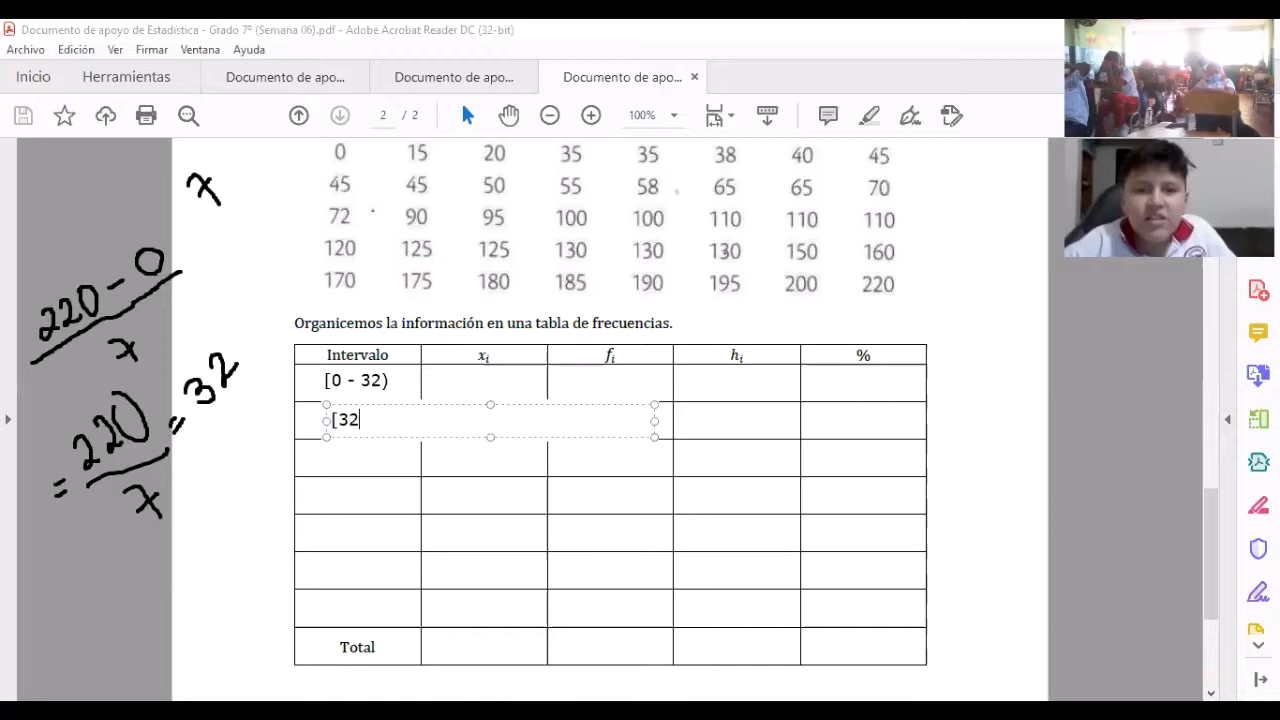 Documento de apoyo de Estadística - Grado 7º (Semana 06).pdf - Adobe Acrobat Reader DC (32-bit)
Archivo Edición Ver Firmar Ventana Ayuda
Inicio Herramientas Documento de apo... Documento de apo... Documento de apo... ×
2 / 2 100%
0 15 20 35 35 38 40 45
45 45 50 55 58 65 65 70
72 90 95 100 100 110 110 110
120 125 125 130 130 130 150 160
170 175 180 185 190 195 200 220
7
220 - 0
7
= 220 = 32
7
Organicemos la información en una tabla de frecuencias.
Intervalo xᵢ fᵢ hᵢ %
[0 - 32)
[32
Total